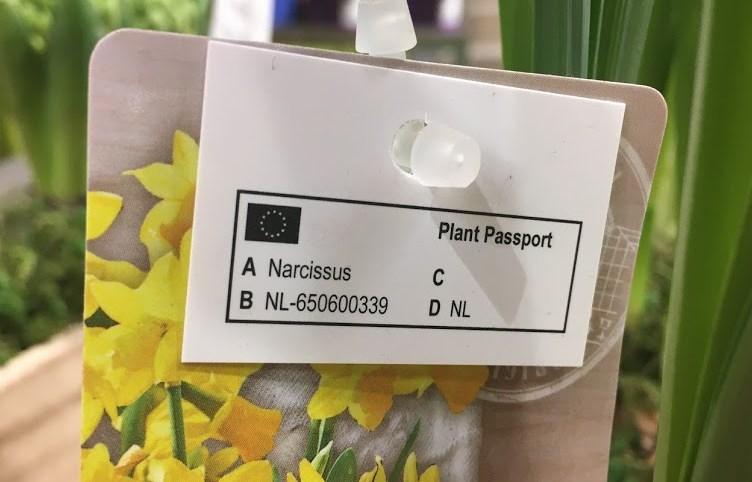 Plant Passport
A Narcissus C
B NL-650600339 D NL